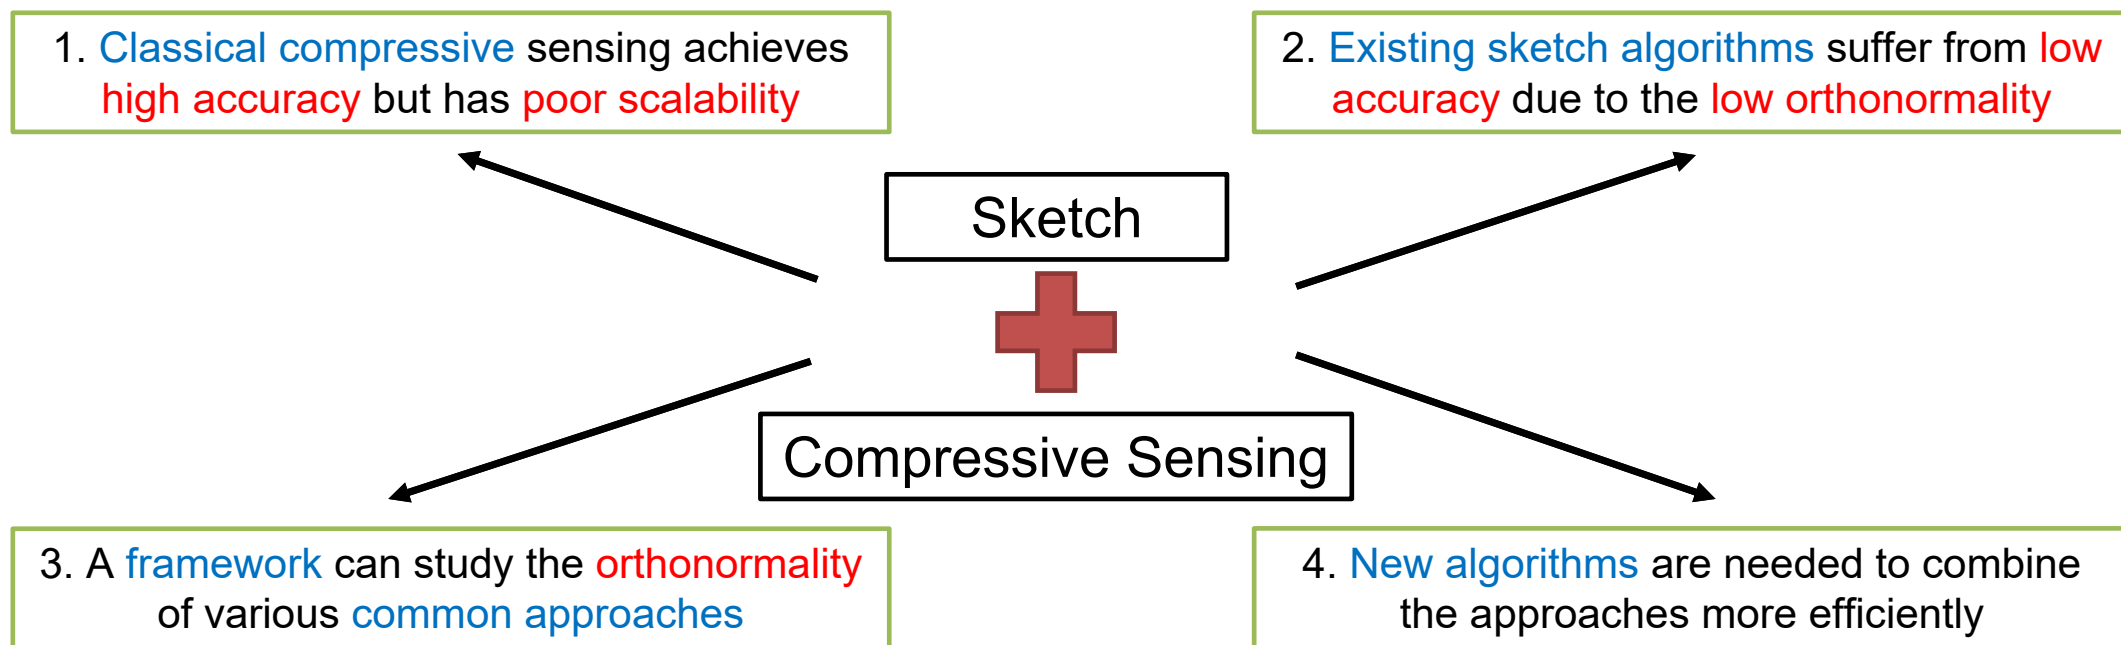 1. Classical compressive sensing achieves
high accuracy but has poor scalability
2. Existing sketch algorithms suffer from low
accuracy due to the low orthonormality
Sketch
Compressive Sensing
3. A framework can study the orthonormality
of various common approaches
4. New algorithms are needed to combine
the approaches more efficiently